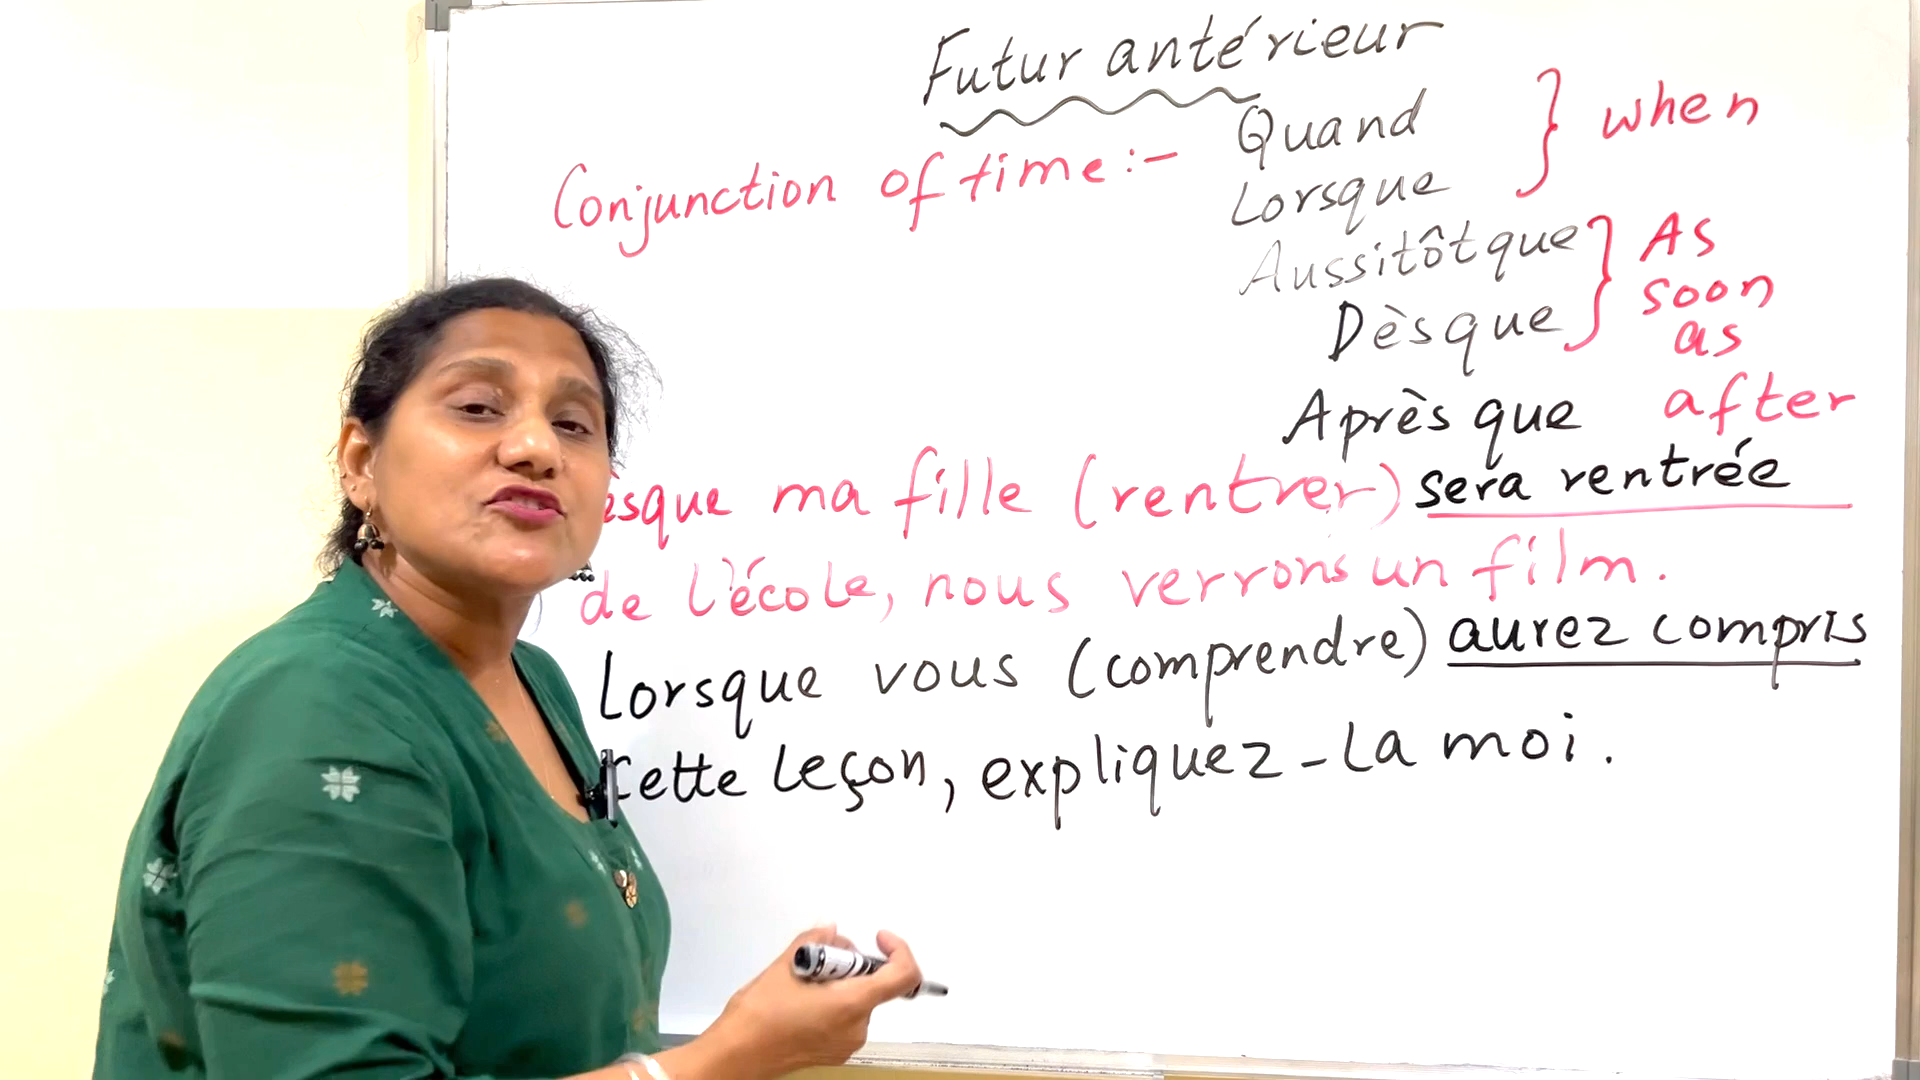 Futur antérieur
Conjunction of time :- Quand } when
Lorsque
Aussitôt que } As
soon
Dès que as
Après que after
esque ma fille (rentrer) sera rentrée
de l'école, nous verrons un film.
Lorsque vous (comprendre) aurez compris
Cette leçon, expliquez-la moi.